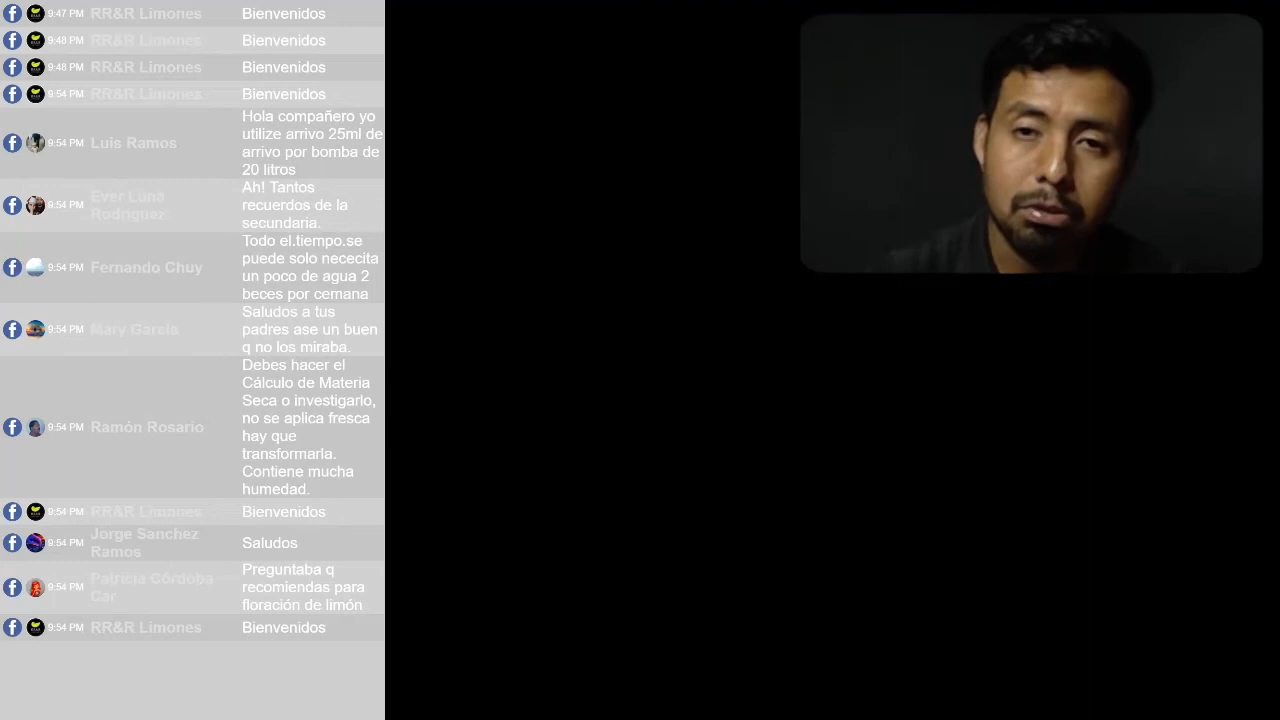 9:47 PM RR&R Limones Bienvenidos
9:48 PM RR&R Limones Bienvenidos
9:48 PM RR&R Limones Bienvenidos
9:54 PM RR&R Limones Bienvenidos
9:54 PM Luis Ramos
Hola compañero yo
utilize arrivo 25ml de
arrivo por bomba de
20 litros
9:54 PM Ever Luna
Rodriguez
Ah! Tantos
recuerdos de la
secundaria.
9:54 PM Fernando Chuy
Todo el.tiempo.se
puede solo nececita
un poco de agua 2
beces por cemana
9:54 PM Mary Garcia
Saludos a tus
padres ase un buen
q no los miraba.
9:54 PM Ramón Rosario
Debes hacer el
Cálculo de Materia
Seca o investigarlo,
no se aplica fresca
hay que
transformarla.
Contiene mucha
humedad.
9:54 PM RR&R Limones Bienvenidos
9:54 PM Jorge Sanchez
Ramos
Saludos
9:54 PM Patricia Córdoba
Car
Preguntaba q
recomiendas para
floración de limón
9:54 PM RR&R Limones Bienvenidos